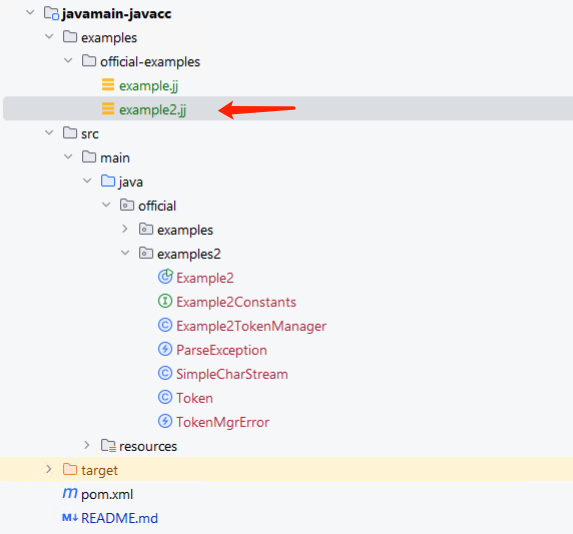 javamain-javacc
examples
official-examples
example.jj
example2.jj
src
main
java
official
examples
examples2
Example2
Example2Constants
Example2TokenManager
ParseException
SimpleCharStream
Token
TokenMgrError
resources
target
pom.xml
README.md